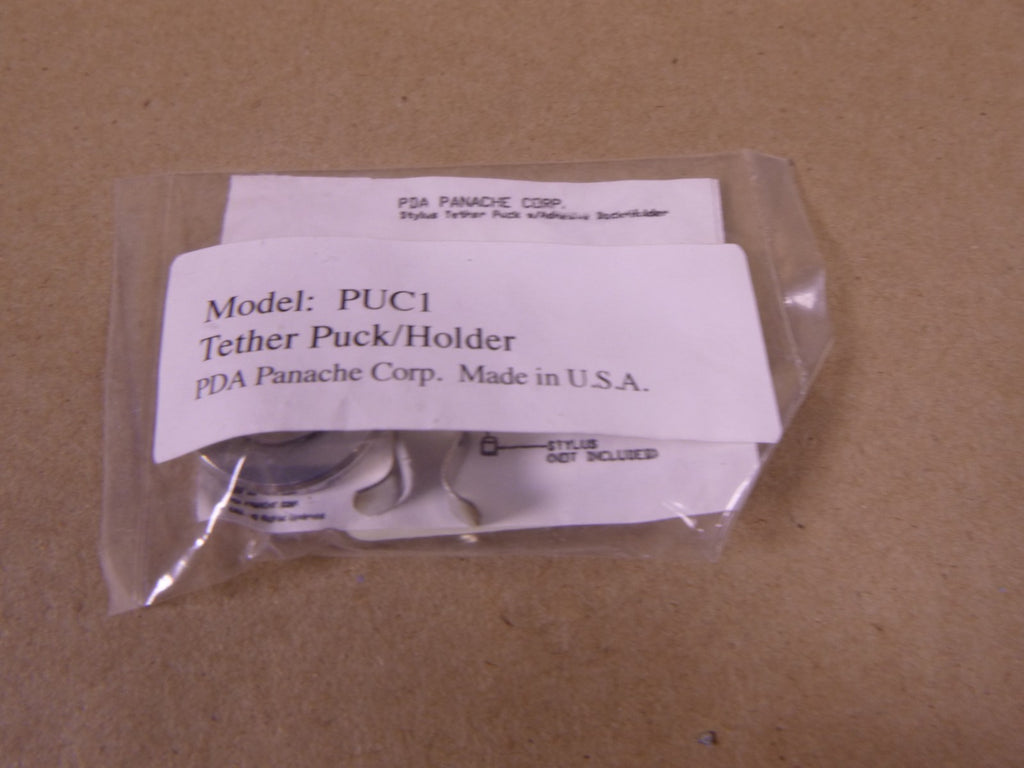 PDA PANACHE CORP.
Stylus Tether Puck w/Adhesive Dock+Holder
Model: PUC1
Tether Puck/Holder
PDA Panache Corp. Made in U.S.A.
STYLUS
(NOT INCLUDED)